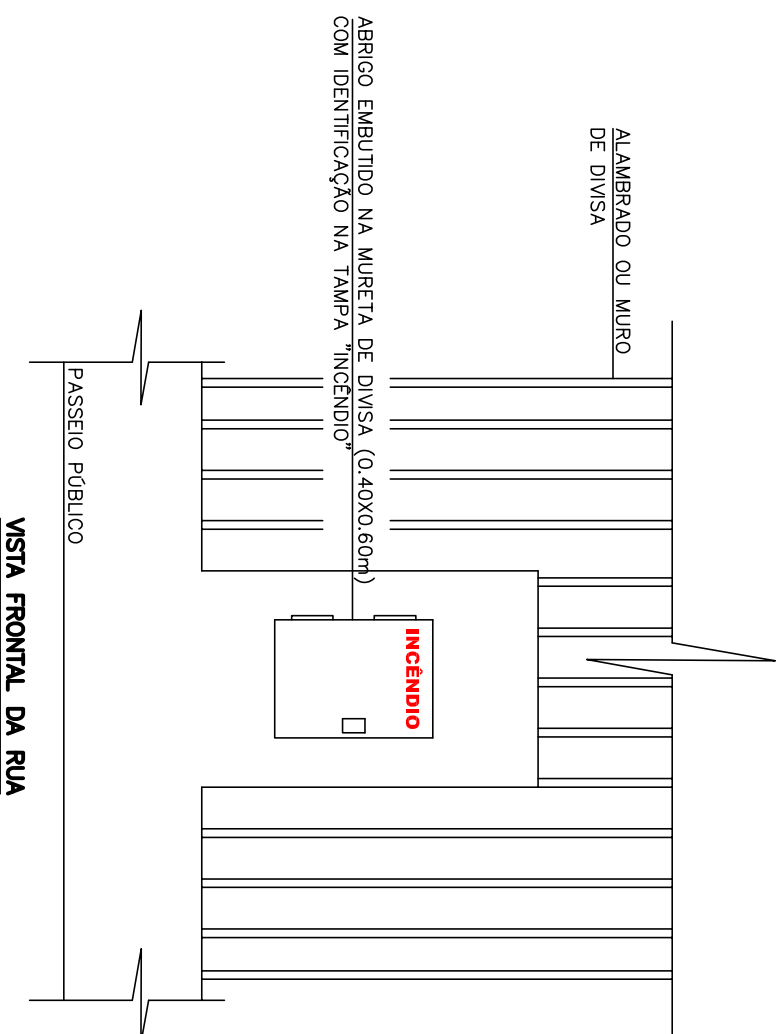 ALAMBRADO OU MURO
DE DIVISA
ABRIGO EMBUTIDO NA MURETA DE DIVISA (0.40X0.60m)
COM IDENTIFICAÇÃO NA TAMPA "INCÊNDIO"
INCÊNDIO
PASSEIO PÚBLICO
VISTA FRONTAL DA RUA